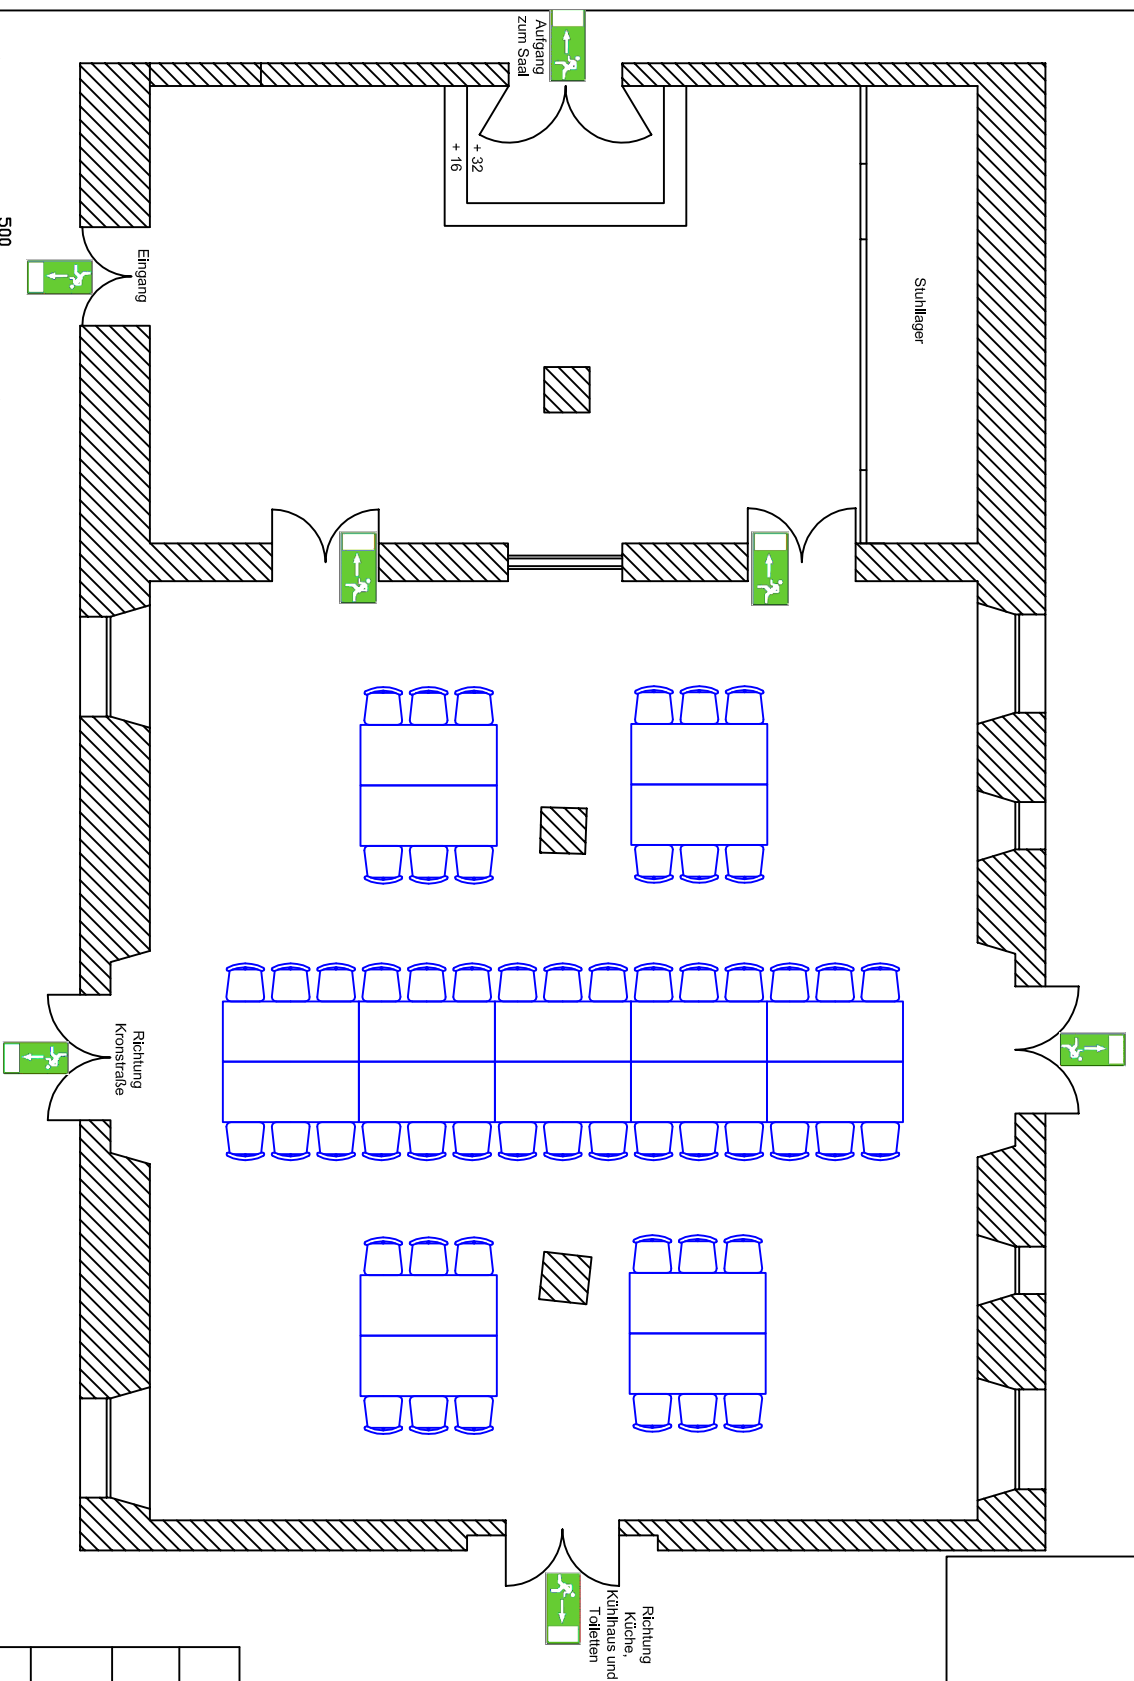 Aufgang
zum Saal
+ 32
+ 16
500
Eingang
Stuhllager
Richtung
Kronstraße
Richtung
Küche,
Kühlhaus und
Toiletten